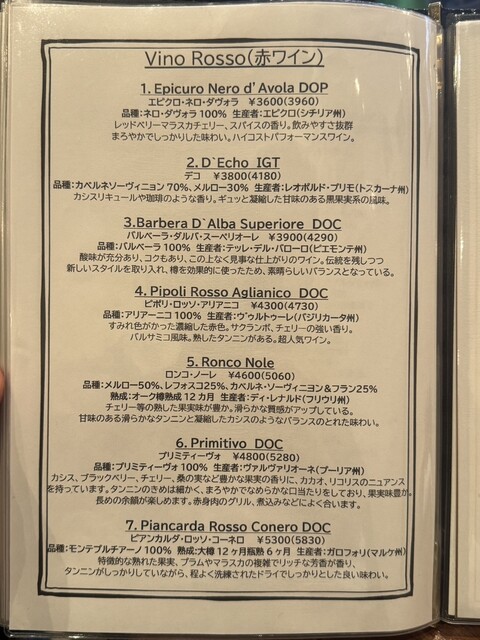 Vino Rosso(赤ワイン)
1. Epicuro Nero d'Avola DOP
エピクロ・ネロ・ダヴォラ ¥3600(3960)
品種:ネロ・ダヴォラ100% 生産者:エピクロ(シチリア州)
レッドベリーマラスカチェリー、スパイスの香り。飲みやすさ抜群
まろやかでしっかりした味わい。ハイコストパフォーマンスワイン。
2. D`Echo IGT
デコ ¥3800(4180)
品種:カベルネソーヴィニヨン70%、メルロー30% 生産者:レオポルド・プリモ(トスカーナ州)
カシスリキュールや珈琲のような香り。ギュッと凝縮した甘味のある黒果実系の風味。
3.Barbera D`Alba Superiore DOC
バルベーラ・ダルバ・スーペリオーレ ¥3900(4290)
品種:バルベーラ100% 生産者:テッレ・デル・バローロ(ピエモンテ州)
酸味が充分あり、コクもあり、この上なく見事な仕上がりのワイン。伝統を残しつつ
新しいスタイルを取り入れ、樽を効果的に使ったため、素晴らしいバランスとなっている。
4. Pipoli Rosso Aglianico DOC
ピポリ・ロッソ・アリアニコ ¥4300(4730)
品種:アリアーニコ100% 生産者:ヴゥルトゥーレ(バジリカータ州)
すみれ色がかった濃縮した赤色。サクランボ、チェリーの強い香り。
バルサミコ風味。熟したタンニンがある。超人気ワイン。
5. Ronco Nole
ロンコ・ノーレ ¥4600(5060)
品種:メルロー50%、レフォスコ25%、カベルネ・ソーヴィニヨン&フラン25%
熟成:オーク樽熟成12カ月 生産者:ディ・レナルド(フリウリ州)
チェリー等の熟した果実味が豊か。滑らかな質感がアップしている。
甘味のある滑らかなタンニンと凝縮したカシスのようなバランスのとれた味わい。
6. Primitivo DOC
プリミティーヴォ ¥4800(5280)
品種:プリミティーヴォ100% 生産者:ヴァルヴァリオーネ(プーリア州)
カシス、ブラックベリー、チェリー、桑の実など豊かな果実の香りに、カカオ、リコリスのニュアンス
を持っています。タンニンのきめは細かく、まろやかでなめらかな口当たりをしており、果実味豊か。
長めの余韻が楽しめます。赤身肉のグリル、煮込みなどによく合います。
7. Piancarda Rosso Conero DOC
ピアンカルダ・ロッソ・コーネロ ¥5300(5830)
品種:モンテプルチアーノ100% 熟成:大樽12ヶ月瓶熟6ヶ月 生産者:ガロフォリ(マルケ州)
特徴的な熟れた果実、プラムやマラスカの複雑でリッチな芳香が香り、
タンニンがしっかりしていながら、程よく洗練されたドライでしっかりとした良い味わい。